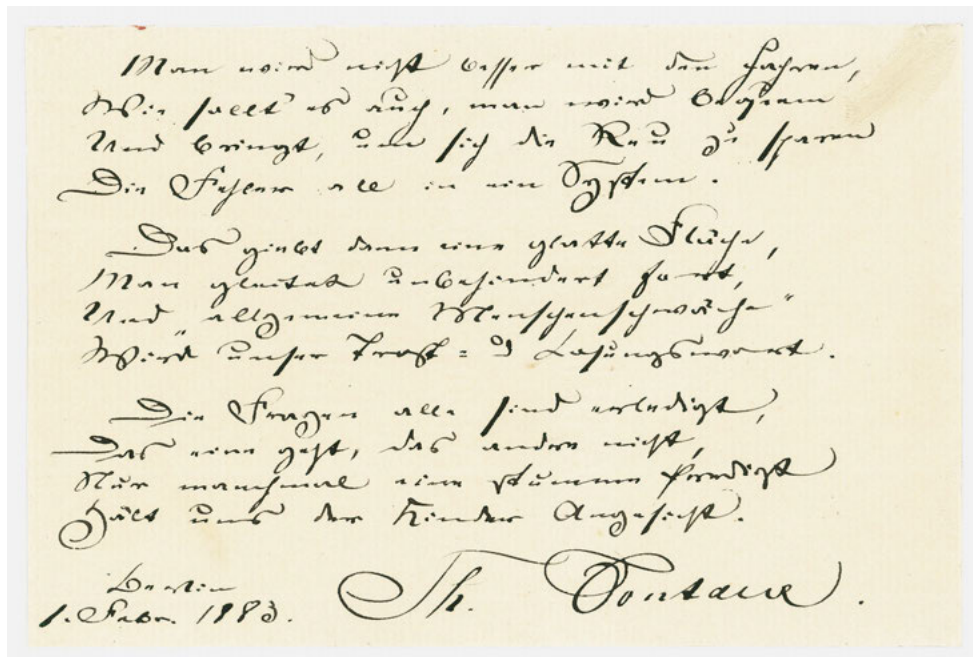 Man wird nicht besser mit den Jahren,
Wie sollt' es auch, man wird bequem
Und bringt, um sich die Reu zu sparen
Die Fehler all in ein System.
Das giebt dann eine glatte Fläche,
Man gleitet unbehindert fort,
Und „allgemeine Menschenschwäche“
Wird unser Trost= u Losungswort.
Die Fragen alle sind erledigt,
Das eine geht, das andre nicht,
Nur manchmal eine stumme Predigt
Hält uns der Kinder Angesicht.
Berlin
1. Febr. 1883.
Th. Fontane.